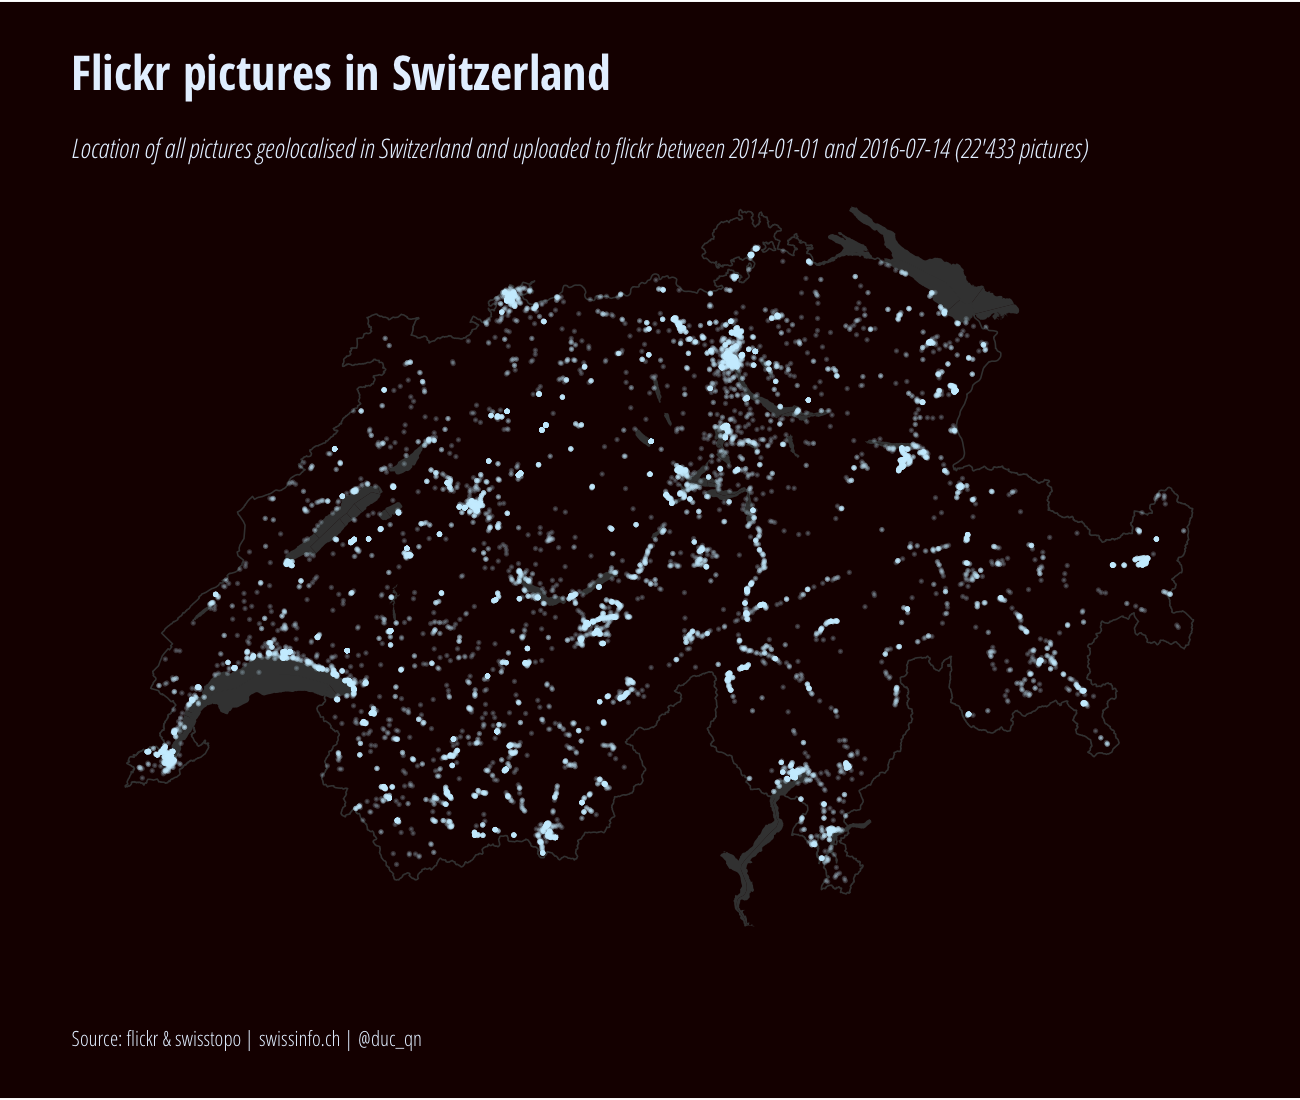 Flickr pictures in Switzerland
Location of all pictures geolocalised in Switzerland and uploaded to flickr between 2014-01-01 and 2016-07-14 (22'433 pictures)
Source: flickr & swisstopo | swissinfo.ch | @duc_qn